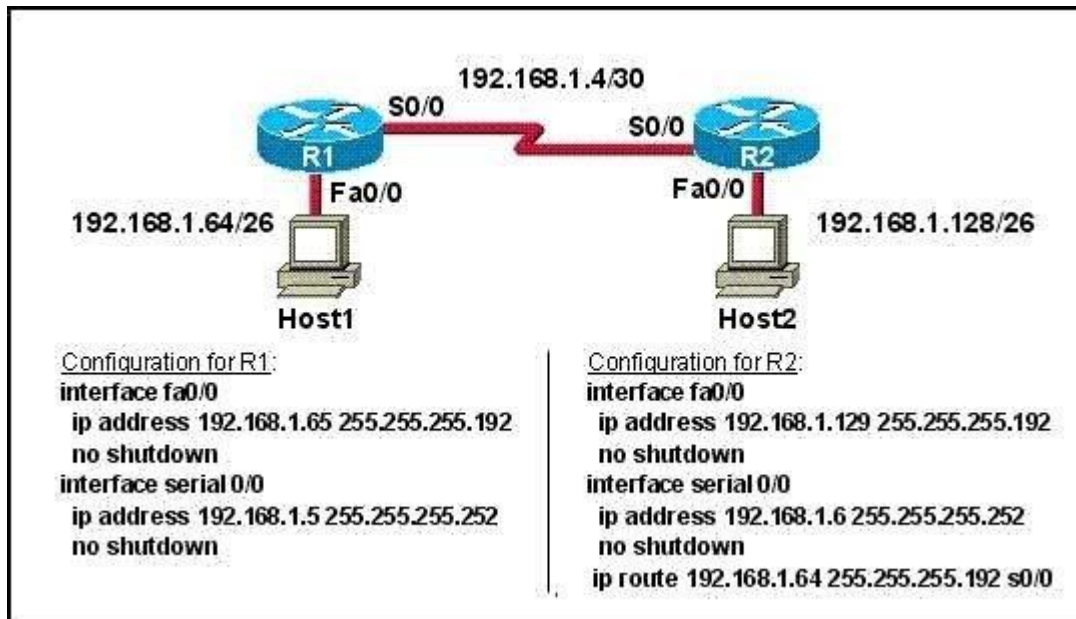 192.168.1.4/30
S0/0
S0/0
R1
R2
Fa0/0
Fa0/0
192.168.1.64/26
192.168.1.128/26
Host1
Host2
Configuration for R1:
interface fa0/0
ip address 192.168.1.65 255.255.255.192
no shutdown
interface serial 0/0
ip address 192.168.1.5 255.255.255.252
no shutdown
Configuration for R2:
interface fa0/0
ip address 192.168.1.129 255.255.255.192
no shutdown
interface serial 0/0
ip address 192.168.1.6 255.255.255.252
no shutdown
ip route 192.168.1.64 255.255.255.192 s0/0